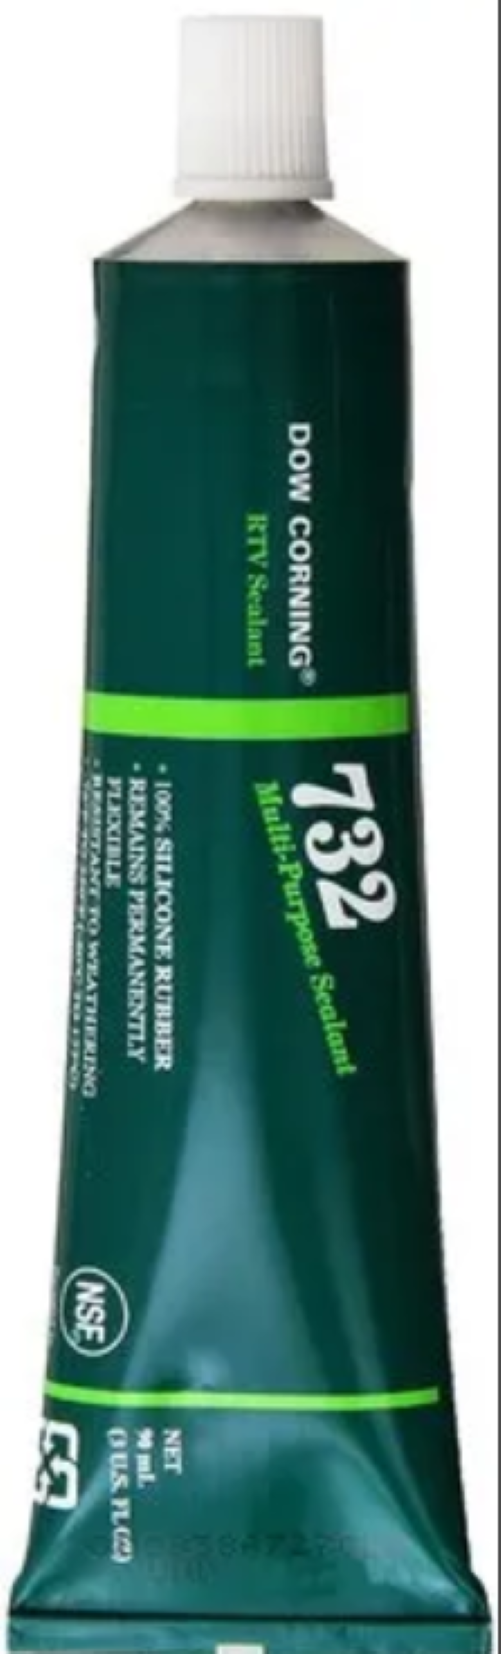 DOW CORNING®
RTV Sealant
732
Multi-Purpose Sealant
· 100% SILICONE RUBBER
· REMAINS PERMANENTLY
FLEXIBLE
· RESISTANT TO WEATHERING
NSF
NET
90 mL
(3 U.S. FL OZ)